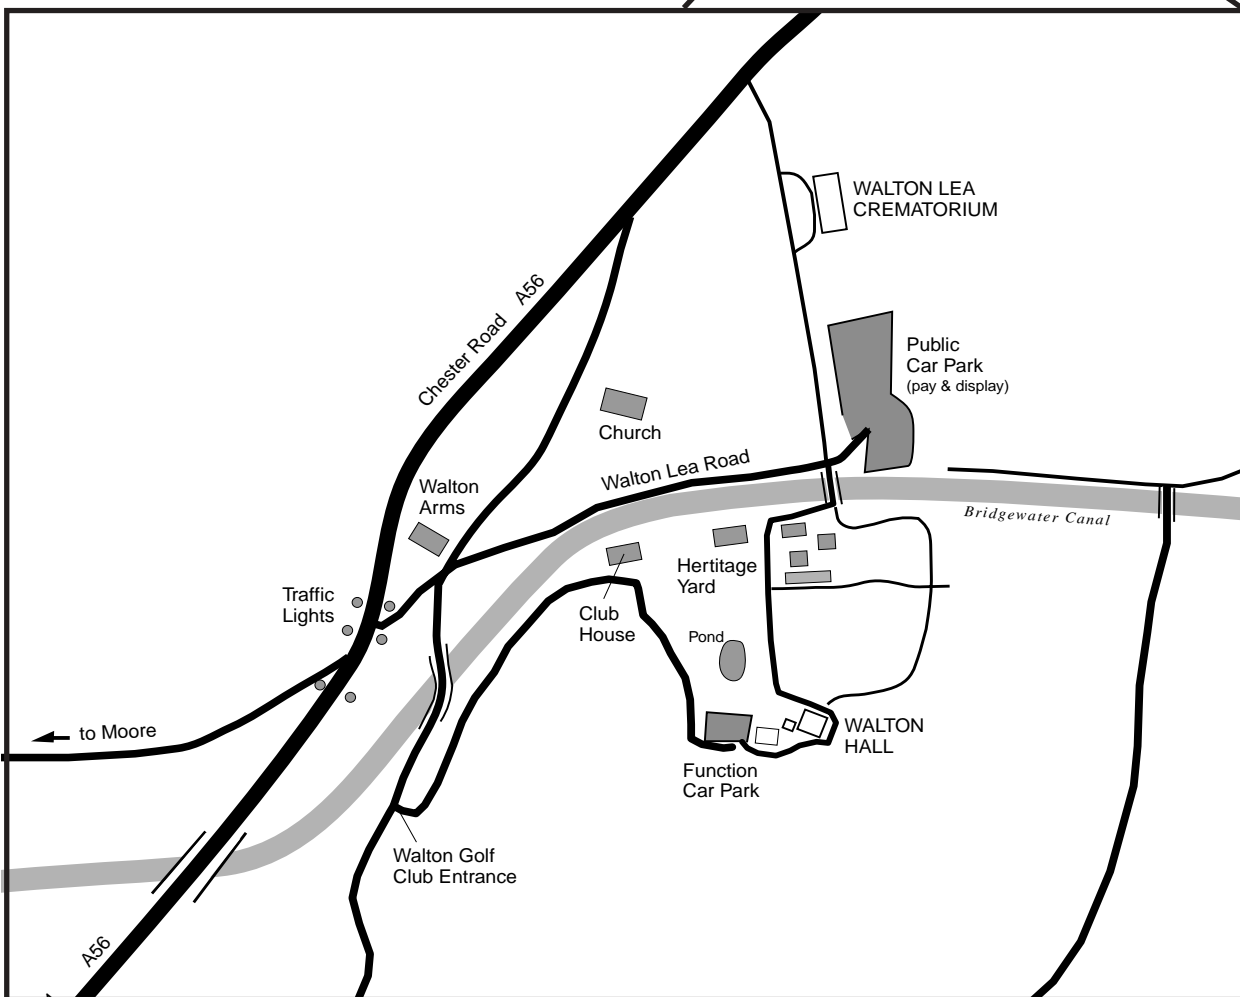 WALTON LEA
CREMATORIUM
Chester Road   A56
Public
Car Park
(pay & display)
Church
Walton Lea Road
Walton
Arms
Bridgewater Canal
Hertitage
Yard
Traffic
Lights
Club
House
Pond
to Moore
WALTON
HALL
Function
Car Park
Walton Golf
Club Entrance
A56